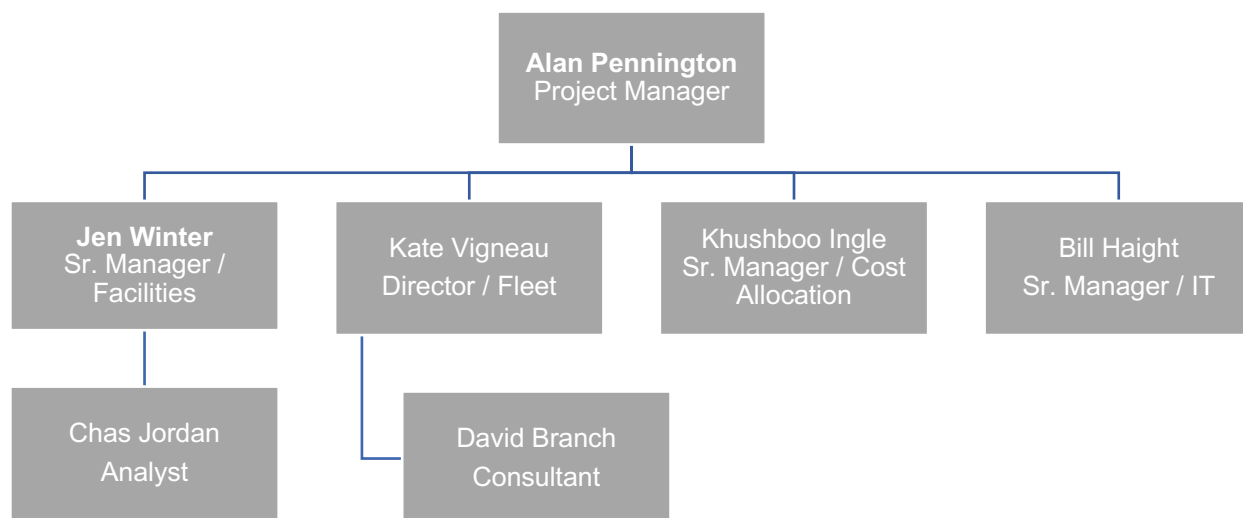 Alan Pennington
Project Manager
Jen Winter
Sr. Manager /
Facilities
Kate Vigneau
Director / Fleet
Khushboo Ingle
Sr. Manager / Cost
Allocation
Bill Haight
Sr. Manager / IT
Chas Jordan
Analyst
David Branch
Consultant